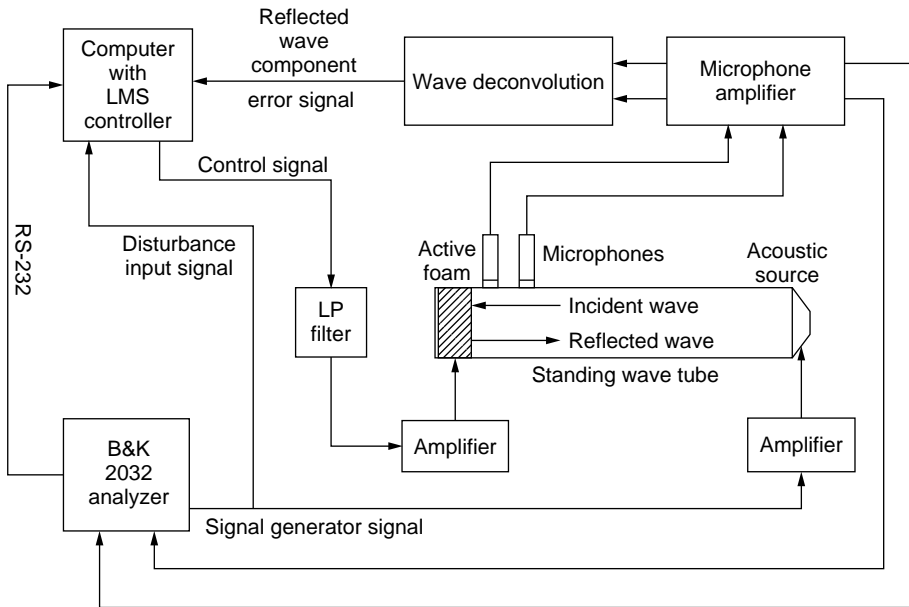 Computer
with
LMS
controller
Reflected
wave
component
error signal
Wave deconvolution
Microphone
amplifier
Control signal
RS-232
Disturbance
input signal
LP
filter
Active
foam
Microphones
Acoustic
source
Incident wave
Reflected wave
Standing wave tube
Amplifier
Amplifier
B&K
2032
analyzer
Signal generator signal